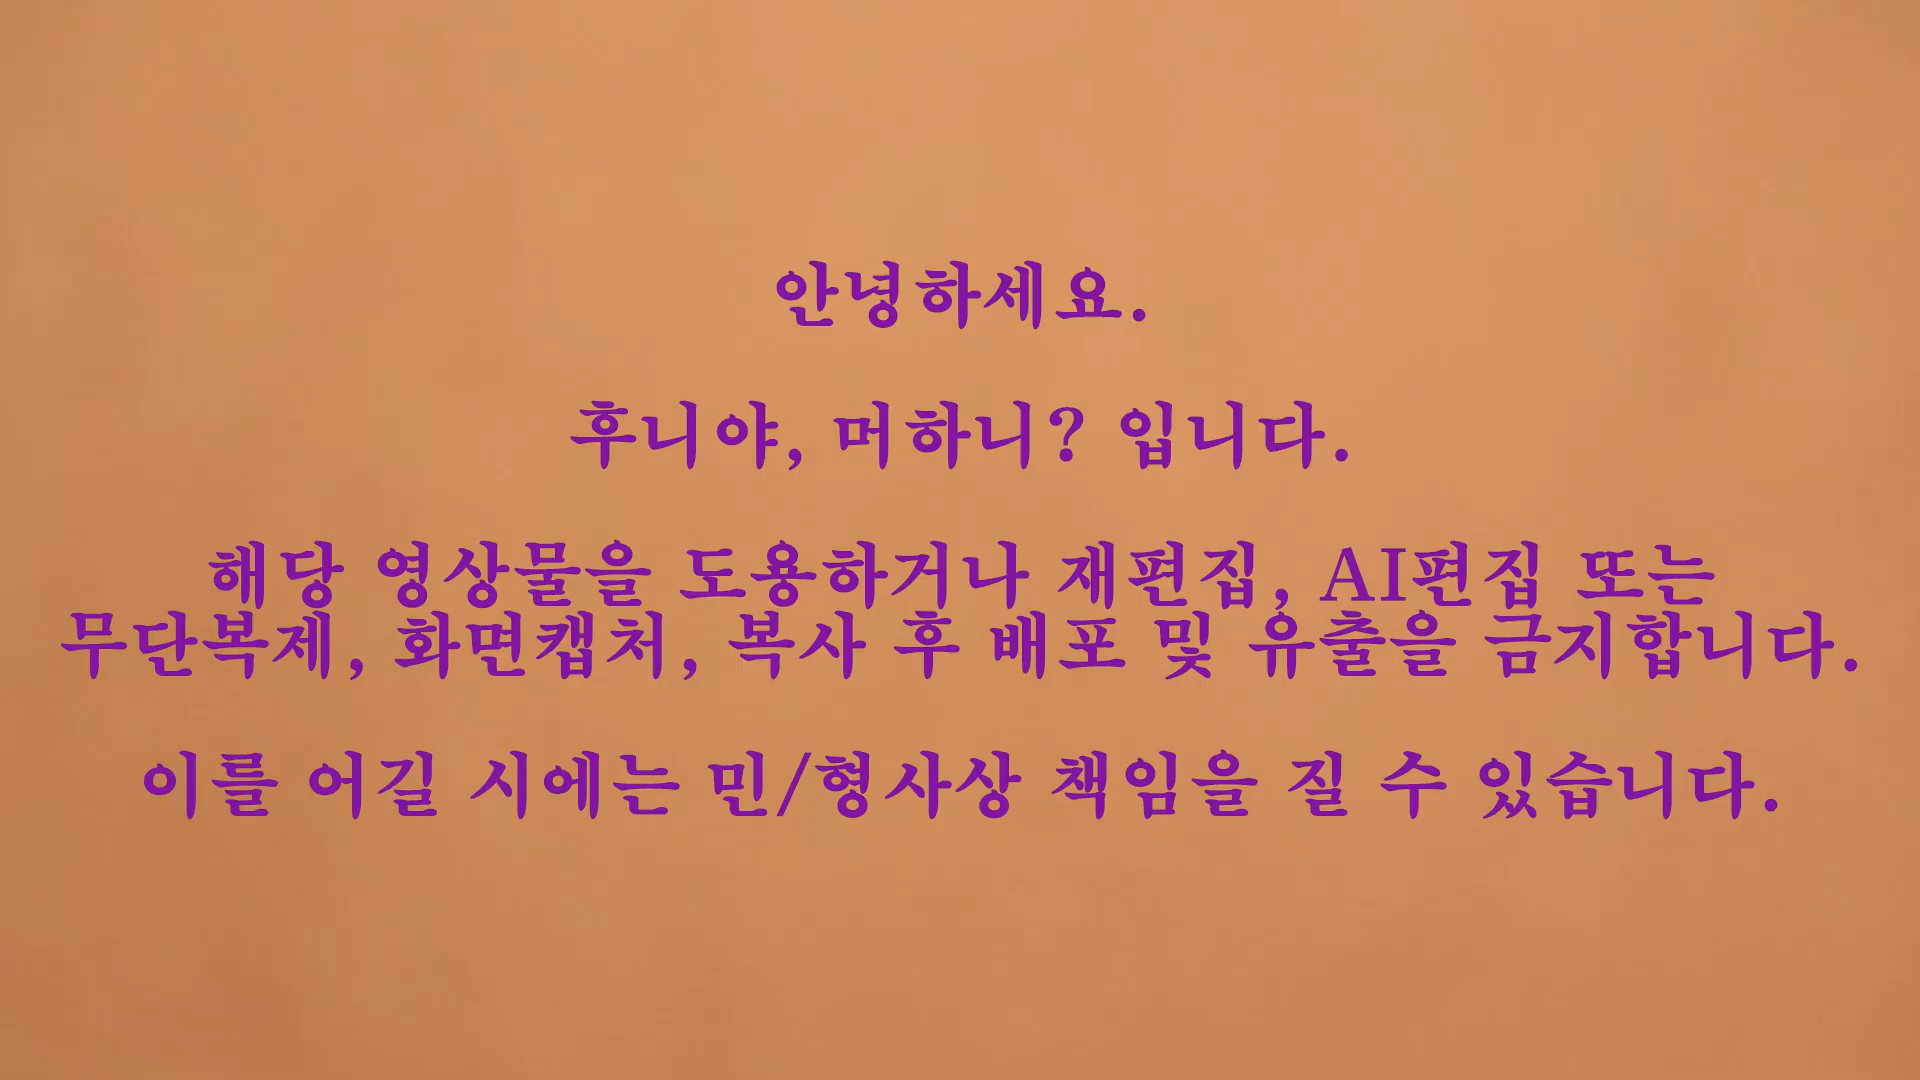 안녕하세요.
후니야, 머하니? 입니다.
해당 영상물을 도용하거나 재편집, AI편집 또는
무단복제, 화면캡처, 복사 후 배포 및 유출을 금지합니다.
이를 어길 시에는 민/형사상 책임을 질 수 있습니다.